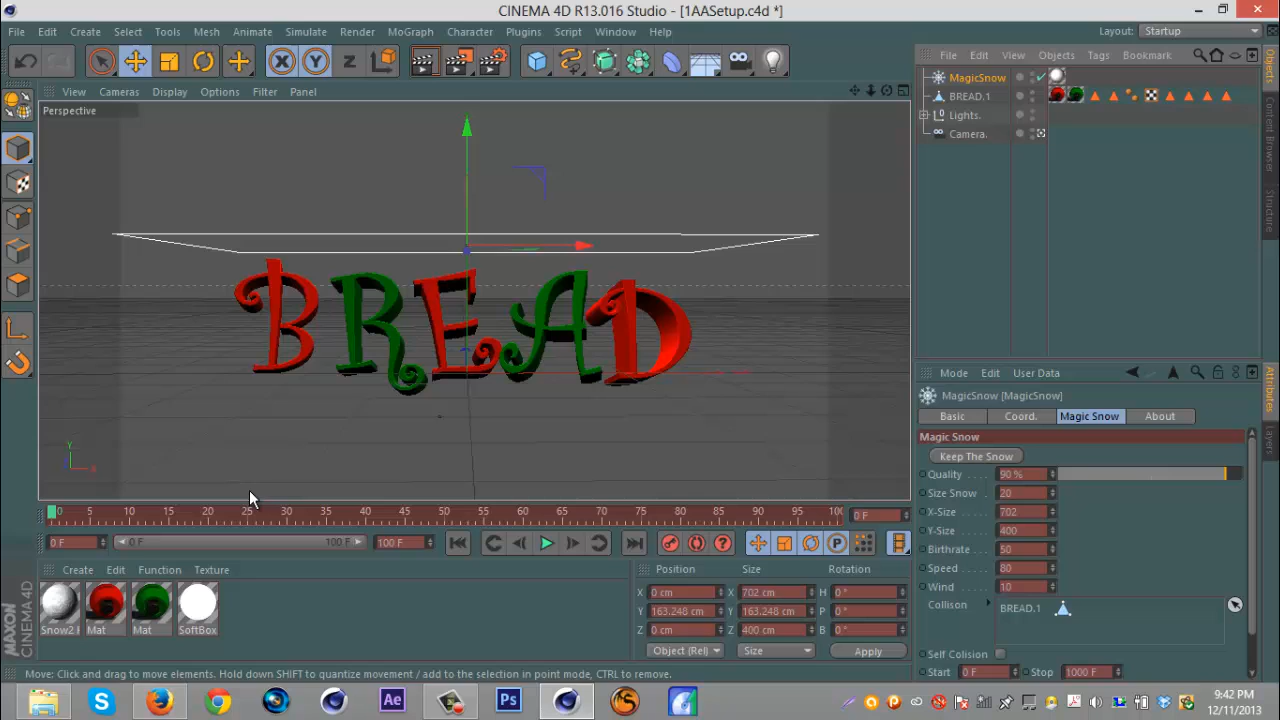 CINEMA 4D R13.016 Studio - [1AASetup.c4d *]
File Edit Create Select Tools Mesh Animate Simulate Render MoGraph Character Plugins Script Window Help
Layout: Startup
File Edit View Objects Tags Bookmark
View Cameras Display Options Filter Panel
Perspective
MagicSnow
BREAD.1
Lights.
Camera.
Objects
Content Browser
Structure
BREAD
Y
X
Mode Edit User Data
MagicSnow [MagicSnow]
Basic Coord. Magic Snow About
Magic Snow
Keep The Snow
Quality 90 %
Size Snow 20
X-Size 702
Y-Size 400
Birthrate 50
Speed 80
Wind 10
Collison BREAD.1
Self Colision
Start 0 F Stop 1000 F
Attributes
Layers
0 5 10 15 20 25 30 35 40 45 50 55 60 65 70 75 80 85 90 95 100 0 F
0 F 0 F 100 F 100 F
Create Edit Function Texture
Snow2 Mat Mat SoftBox
Position Size Rotation
X 0 cm X 702 cm H 0 °
Y 163.248 cm Y 163.248 cm P 0 °
Z 0 cm Z 400 cm B 0 °
Object (Rel) Size Apply
MAXON CINEMA 4D
Move: Click and drag to move elements. Hold down SHIFT to quantize movement / add to the selection in point mode, CTRL to remove.
Ae Ps
9:42 PM
12/11/2013